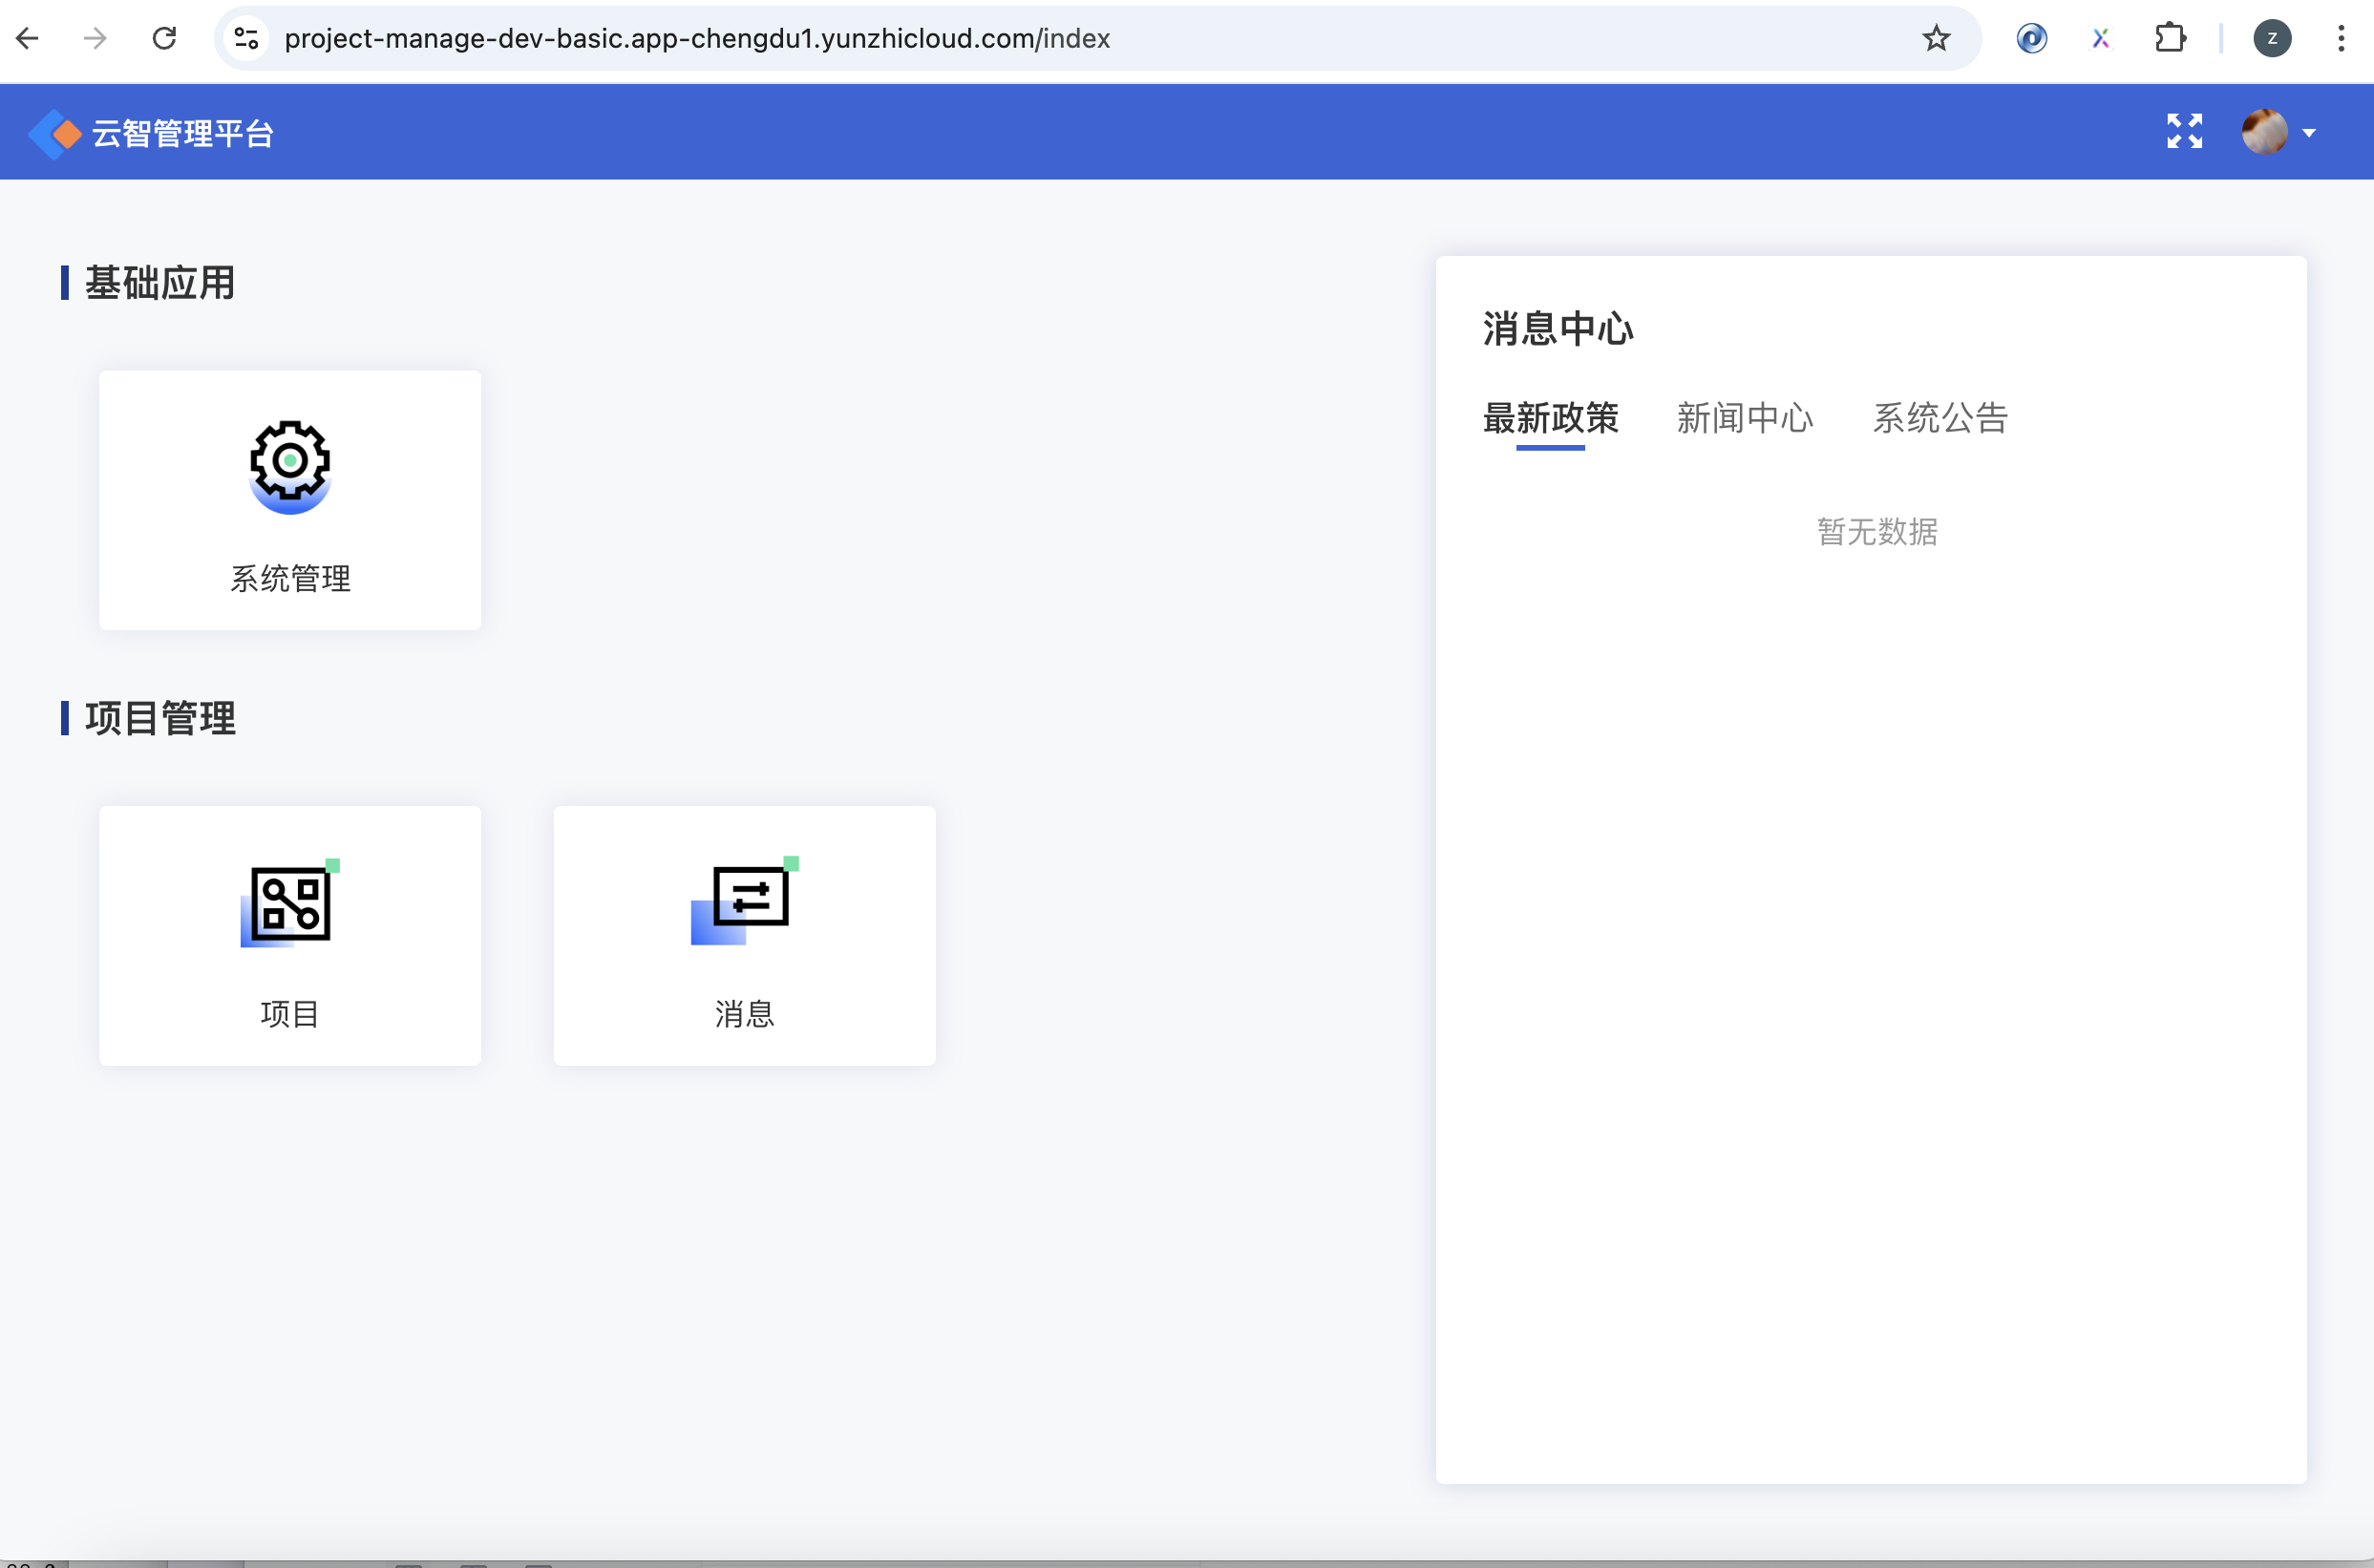 project-manage-dev-basic.app-chengdu1.yunzhicloud.com/index
z
云智管理平台
基础应用
系统管理
项目管理
项目
消息
消息中心
最新政策 新闻中心 系统公告
暂无数据